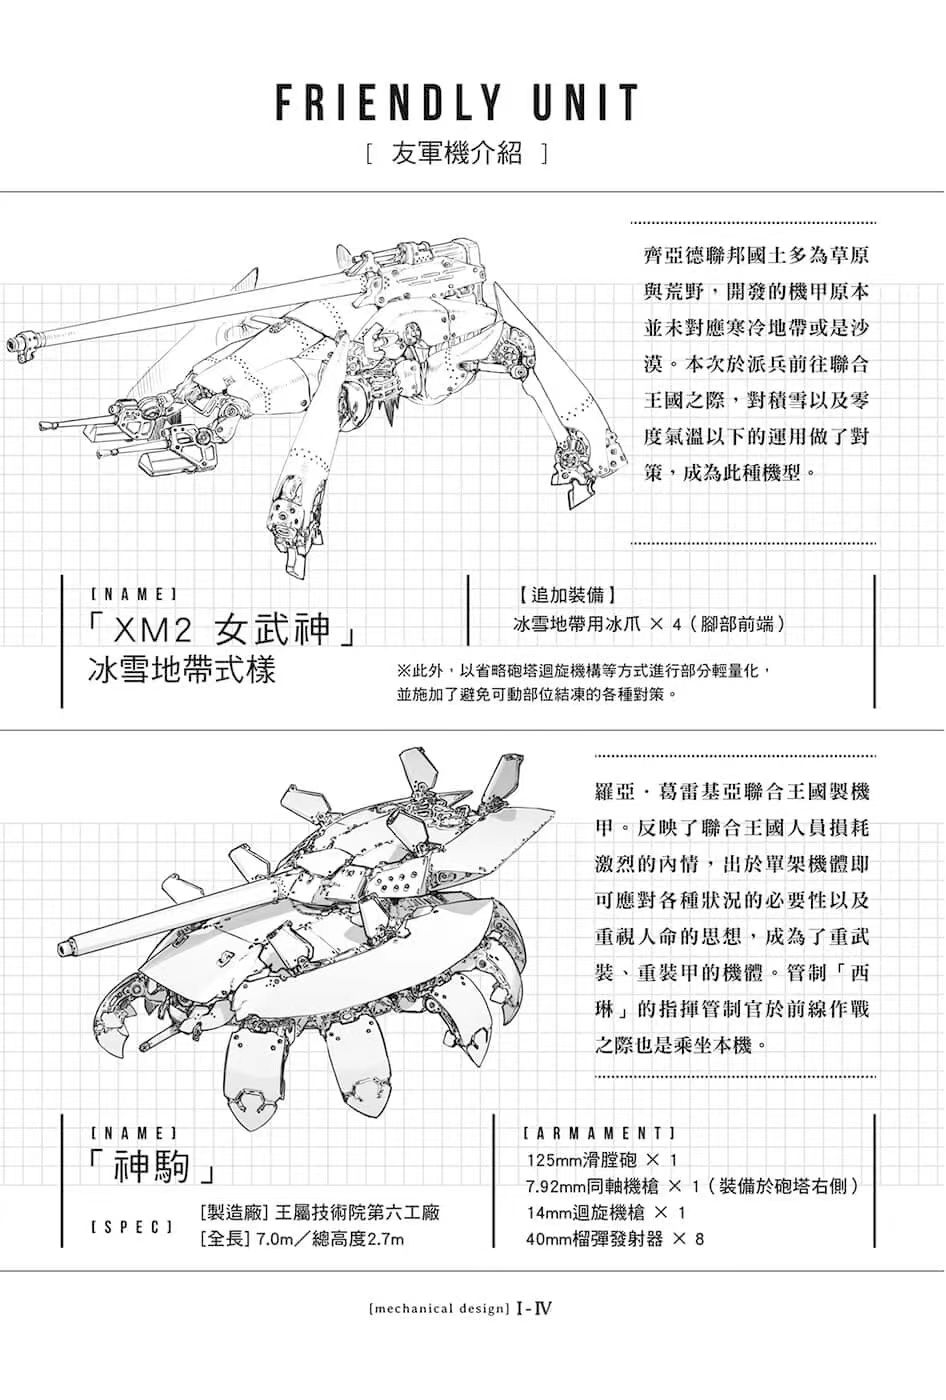 FRIENDLY UNIT
[ 友軍機介紹 ]
齊亞德聯邦國土多為草原
與荒野，開發的機甲原本
並未對應寒冷地帶或是沙
漠。本次於派兵前往聯合
王國之際，對積雪以及零
度氣溫以下的運用做了對
策，成為此種機型。
[NAME]
「XM2 女武神」
冰雪地帶式樣
【追加裝備】
冰雪地帶用冰爪 × 4（腳部前端）
※此外，以省略砲塔迴旋機構等方式進行部分輕量化，
並施加了避免可動部位結凍的各種對策。
羅亞・葛雷基亞聯合王國製機
甲。反映了聯合王國人員損耗
激烈的內情，出於單架機體即
可應對各種狀況的必要性以及
重視人命的思想，成為了重武
裝、重裝甲的機體。管制「西
琳」的指揮管制官於前線作戰
之際也是乘坐本機。
[NAME]
「神駒」
[SPEC]
[製造廠] 王屬技術院第六工廠
[全長] 7.0m／總高度2.7m
[ARMAMENT]
125mm滑膛砲 × 1
7.92mm同軸機槍 × 1（裝備於砲塔右側）
14mm迴旋機槍 × 1
40mm榴彈發射器 × 8
[mechanical design] I-IV